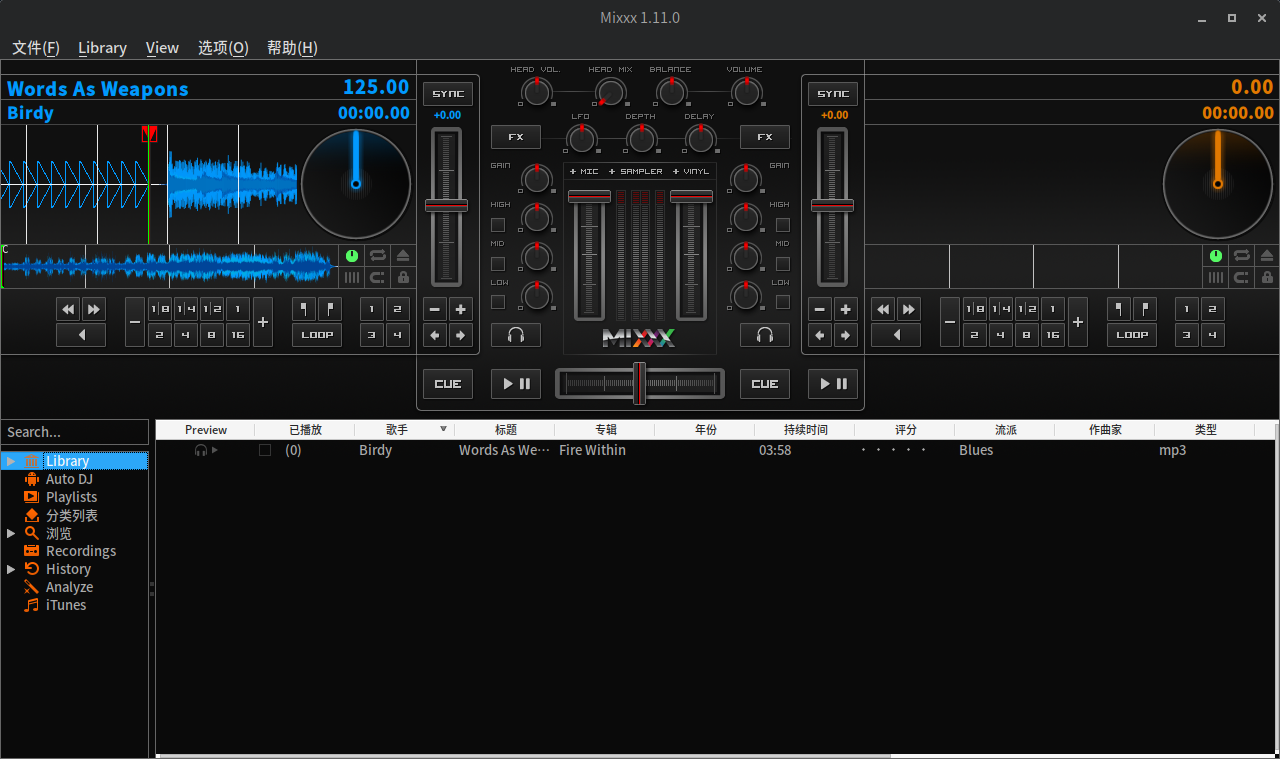 Mixxx 1.11.0
文件(F) Library View 选项(O) 帮助(H)
Words As Weapons 125.00
Birdy 00:00.00
C
SYNC
+0.00
HEAD VOL. HEAD MIX BALANCE VOLUME
LFO DEPTH DELAY
FX FX
+ MIC + SAMPLER + VINYL
GAIN GAIN
HIGH HIGH
MID MID
LOW LOW
MIXXX
SYNC
+0.00
0.00
00:00.00
1|8 1|4 1|2 1
2 4 8 16
LOOP
1 2
3 4
1|8 1|4 1|2 1
2 4 8 16
LOOP
1 2
3 4
CUE CUE
Search...
Library
Auto DJ
Playlists
分类列表
浏览
Recordings
History
Analyze
iTunes
Preview 已播放 歌手 标题 专辑 年份 持续时间 评分 流派 作曲家 类型
(0) Birdy Words As We… Fire Within 03:58 Blues mp3